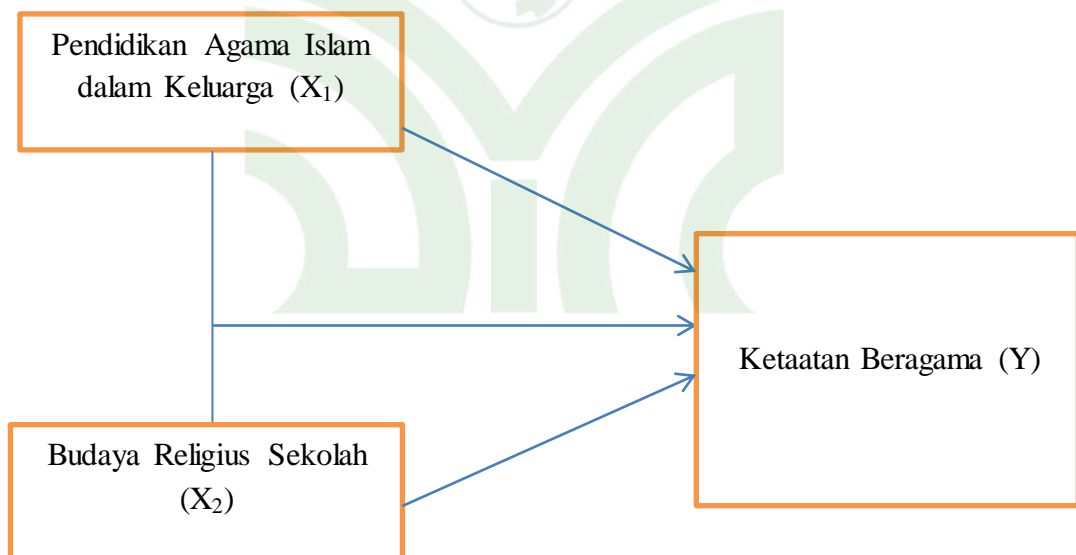 Pendidikan Agama Islam
dalam Keluarga (X₁)
Ketaatan Beragama (Y)
Budaya Religius Sekolah
(X₂)